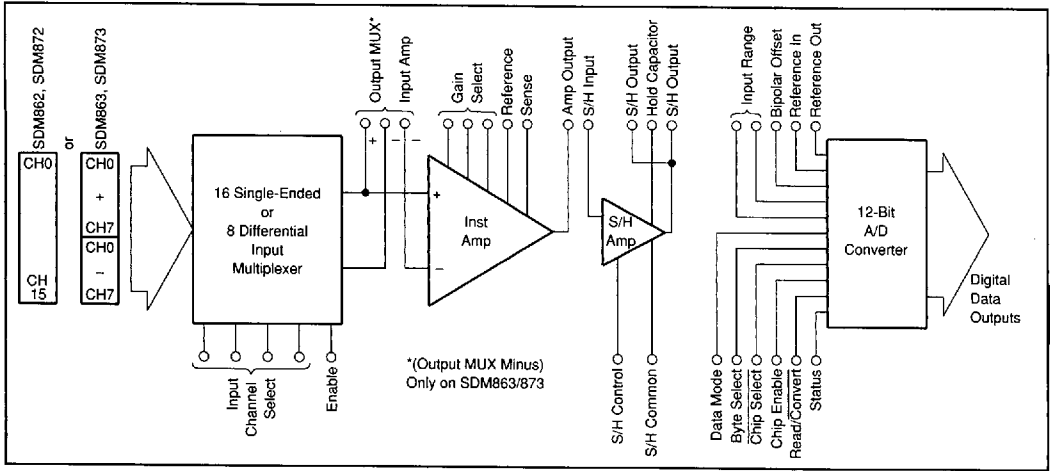 SDM862, SDM872
or
SDM863, SDM873
CH0
CH
15
CH0
+
CH7
CH0
−
CH7
16 Single-Ended
or
8 Differential
Input
Multiplexer
Input
Channel
Select
Enable
Output MUX*
Input Amp
+
−
−
Gain
Select
Reference
Sense
+
−
Inst
Amp
*(Output MUX Minus)
Only on SDM863/873
Amp Output
S/H Input
S/H Output
Hold Capacitor
S/H Output
S/H
Amp
S/H Control
S/H Common
Input Range
Bipolar Offset
Reference In
Reference Out
12-Bit
A/D
Converter
Data Mode
Byte Select
Chip Select
Chip Enable
Read/Convert
Status
Digital
Data
Outputs